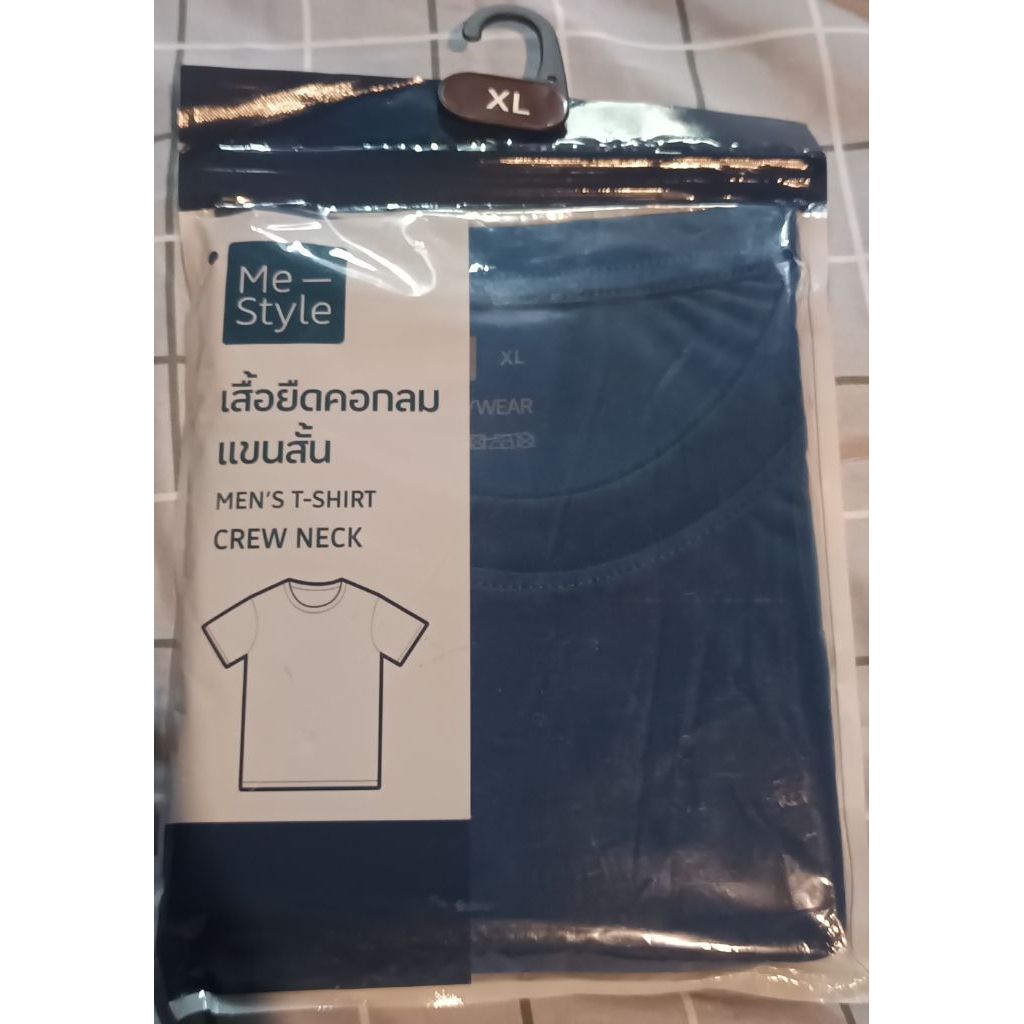 XL
Me —
Style
เสื้อยืดคอกลม
แขนสั้น
MEN'S T-SHIRT
CREW NECK
XL
WEAR